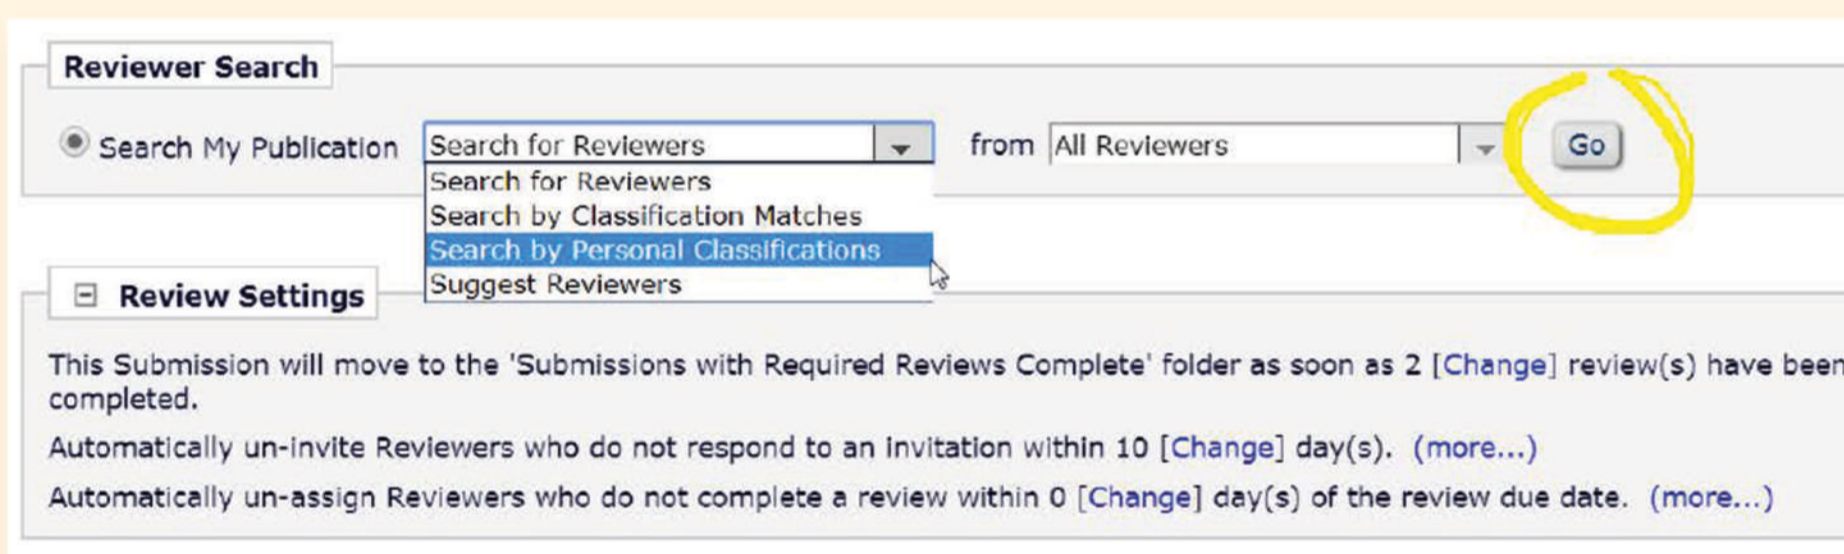 Reviewer Search
Search My Publication Search for Reviewers from All Reviewers Go
Search for Reviewers
Search by Classification Matches
Search by Personal Classifications
Suggest Reviewers
Review Settings
This Submission will move to the 'Submissions with Required Reviews Complete' folder as soon as 2 [Change] review(s) have been
completed.
Automatically un-invite Reviewers who do not respond to an invitation within 10 [Change] day(s). (more...)
Automatically un-assign Reviewers who do not complete a review within 0 [Change] day(s) of the review due date. (more...)